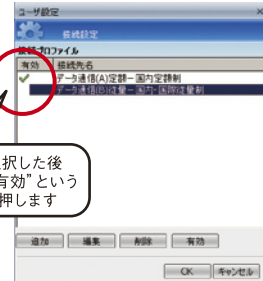 ユーザ設定
接続設定
接続プロファイル
有効 接続先名
データ通信(A)定額－国内定額制
データ通信(B)従量－国内・国際従量制
択した後
有効”という
押します
追加 編集 削除 有効
OK キャンセル